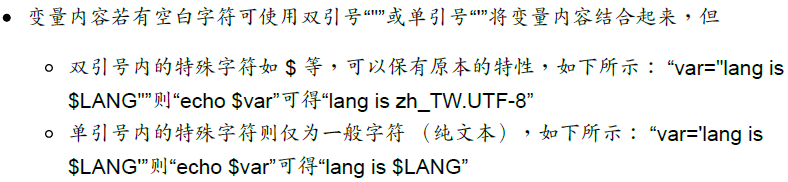 • 变量内容若有空白字符可使用双引号“"”或单引号“'”将变量内容结合起来，但
◦ 双引号内的特殊字符如 $ 等，可以保有原本的特性，如下所示： “var="lang is
$LANG"”则“echo $var”可得“lang is zh_TW.UTF-8”
◦ 单引号内的特殊字符则仅为一般字符 （纯文本），如下所示： “var='lang is
$LANG'”则“echo $var”可得“lang is $LANG”